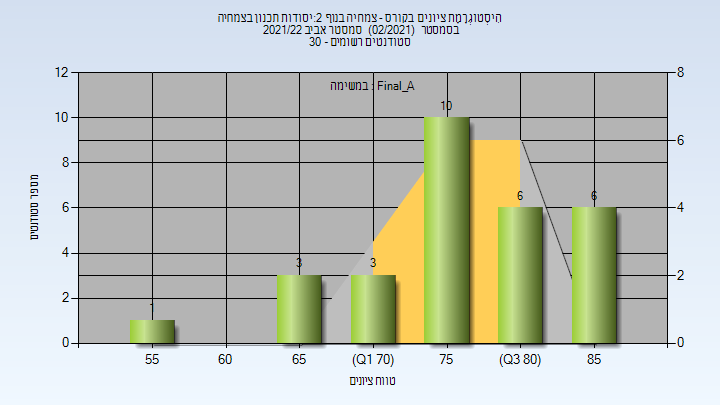 היסטוגרמת ציונים בקורס - צמחיה בנוף 2:יסודות תכנון בצמחיה
בסמסטר (02/2021) סמסטר אביב 2021/22
סטודנטים רשומים - 30
במשימה : Final_A
12
10
8
6
4
2
0
8
6
4
2
0
מספר סטודנטים
1
3
3
10
6
6
55
60
65
(Q1 70)
75
(Q3 80)
85
טווח ציונים